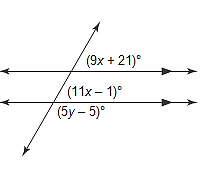 (9x + 21)°
(11x – 1)°
(5y – 5)°